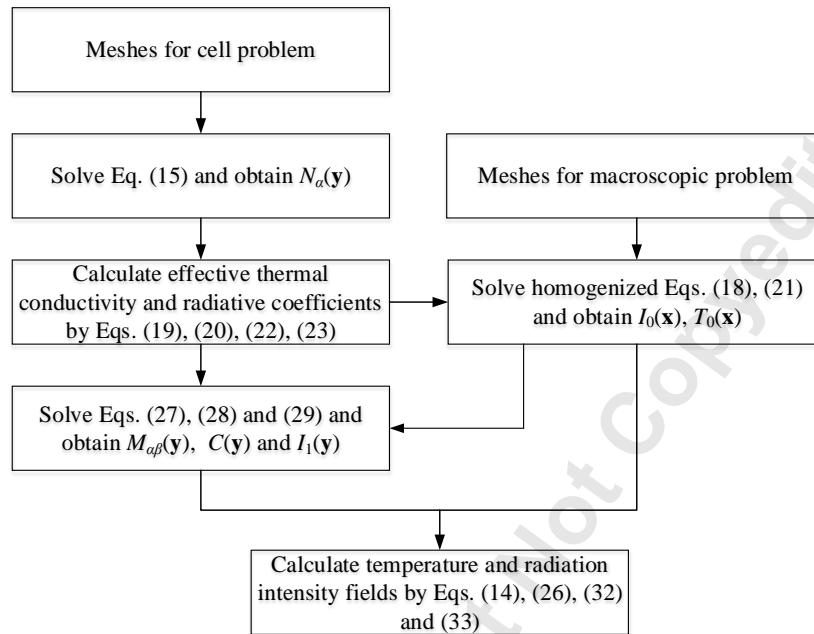 Meshes for cell problem
Solve Eq. (15) and obtain Nα(y)
Meshes for macroscopic problem
Calculate effective thermal
conductivity and radiative coefficients
by Eqs. (19), (20), (22), (23)
Solve homogenized Eqs. (18), (21)
and obtain I0(x), T0(x)
Solve Eqs. (27), (28) and (29) and
obtain Mαβ(y), C(y) and I1(y)
Calculate temperature and radiation
intensity fields by Eqs. (14), (26), (32)
and (33)
Not Copyedit